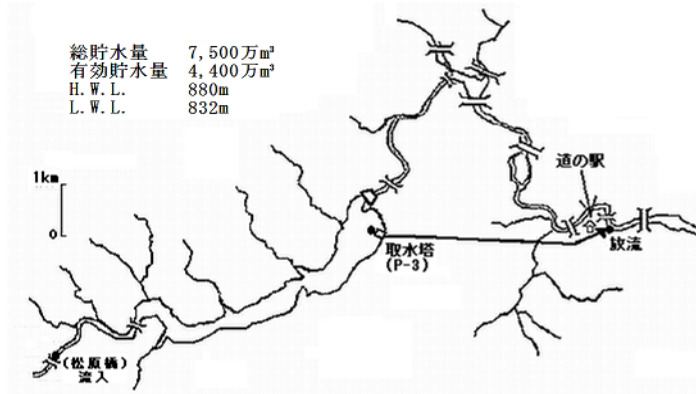 総貯水量 7,500万m³
有効貯水量 4,400万m³
H.W.L. 880m
L.W.L. 832m
道の駅
1km
0
放流
取水塔
(P-3)
(松原橋)
流入